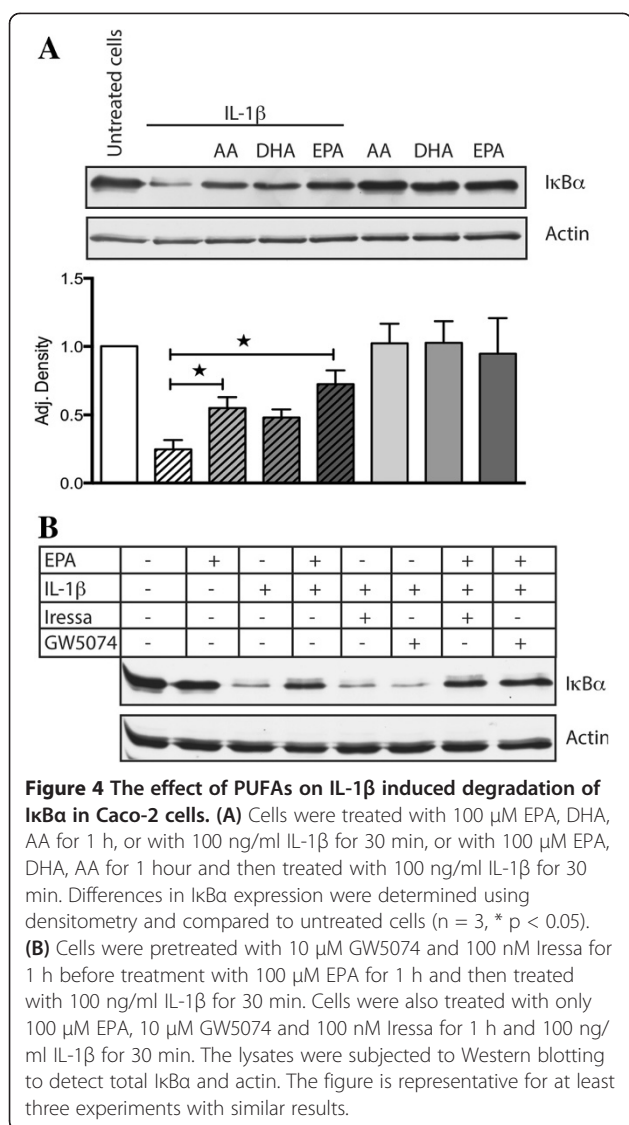 A
Untreated cells
IL-1β
AA DHA EPA AA DHA EPA
IκBα
Actin
1.5
1.0
0.5
0.0
Adj. Density
★
★
B
EPA - + - + - - + +
IL-1β - - + + + + + +
Iressa - - - - + - + -
GW5074 - - - - - + - +
IκBα
Actin
Figure 4 The effect of PUFAs on IL-1β induced degradation of
IκBα in Caco-2 cells. (A) Cells were treated with 100 μM EPA, DHA,
AA for 1 h, or with 100 ng/ml IL-1β for 30 min, or with 100 μM EPA,
DHA, AA for 1 hour and then treated with 100 ng/ml IL-1β for 30
min. Differences in IκBα expression were determined using
densitometry and compared to untreated cells (n = 3, * p < 0.05).
(B) Cells were pretreated with 10 μM GW5074 and 100 nM Iressa for
1 h before treatment with 100 μM EPA for 1 h and then treated
with 100 ng/ml IL-1β for 30 min. Cells were also treated with only
100 μM EPA, 10 μM GW5074 and 100 nM Iressa for 1 h and 100 ng/
ml IL-1β for 30 min. The lysates were subjected to Western blotting
to detect total IκBα and actin. The figure is representative for at least
three experiments with similar results.